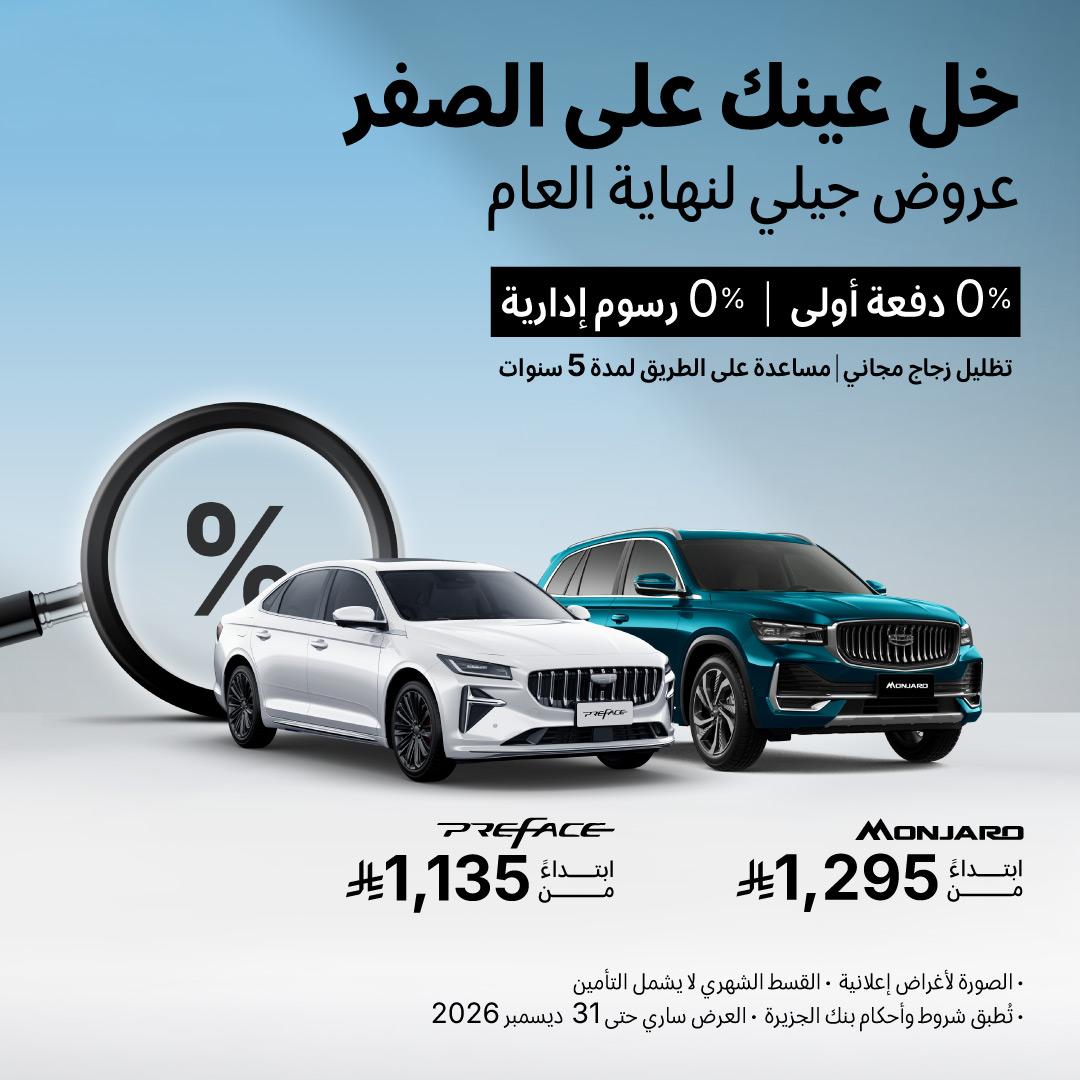 خل عينك على الصفر
عروض جيلي لنهاية العام
0% دفعة أولى | 0% رسوم إدارية
تظليل زجاج مجاني | مساعدة على الطريق لمدة 5 سنوات
%
PREFACE
MONJARO
MONJARO
ابتداءً من 1,295
PREFACE
ابتداءً من 1,135
• الصورة لأغراض إعلانية • القسط الشهري لا يشمل التأمين
• تُطبق شروط وأحكام بنك الجزيرة • العرض ساري حتى 31 ديسمبر 2026